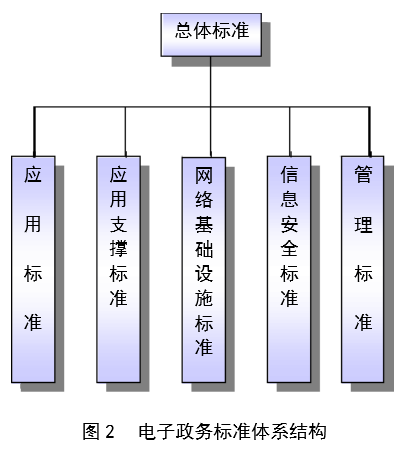 总体标准
应用标准
应用支撑标准
网络基础设施标准
信息安全标准
管理标准
图 2 电子政务标准体系结构